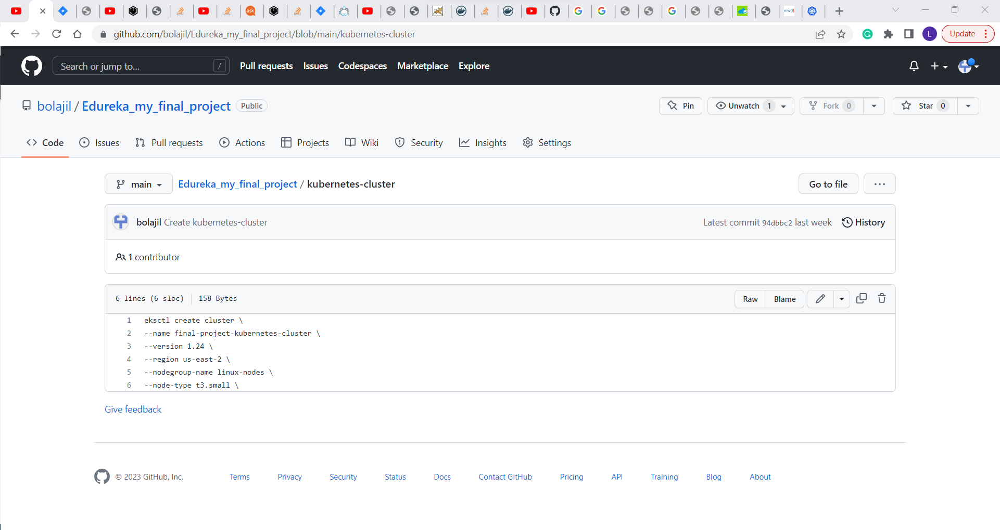 ask
mw[i]
github.com/bolajil/Edureka_my_final_project/blob/main/kubernetes-cluster
L
Update
Search or jump to...
/
Pull requests Issues Codespaces Marketplace Explore
bolajil / Edureka_my_final_project Public
Pin Unwatch 1 Fork 0 Star 0
Code Issues Pull requests Actions Projects Wiki Security Insights Settings
main Edureka_my_final_project / kubernetes-cluster
Go to file ...
bolajil Create kubernetes-cluster
Latest commit 94dbbc2 last week History
1 contributor
6 lines (6 sloc) 158 Bytes
Raw Blame
1 eksctl create cluster \
2 --name final-project-kubernetes-cluster \
3 --version 1.24 \
4 --region us-east-2 \
5 --nodegroup-name linux-nodes \
6 --node-type t3.small \
Give feedback
© 2023 GitHub, Inc. Terms Privacy Security Status Docs Contact GitHub Pricing API Training Blog About